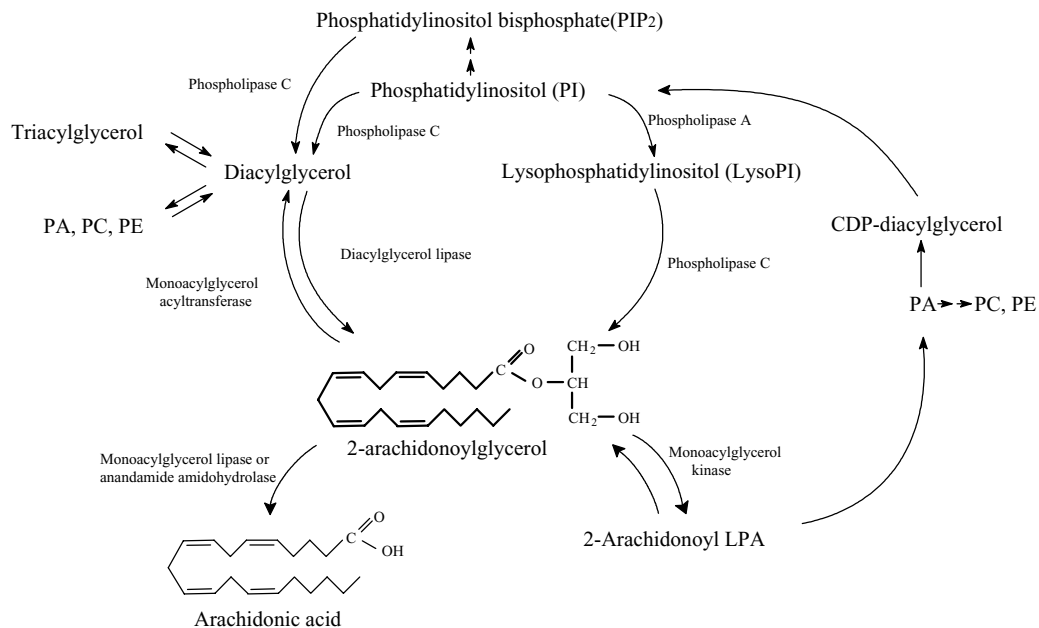 Phosphatidylinositol bisphosphate(PIP2)
Phospholipase C
Phosphatidylinositol (PI)
Phospholipase C
Phospholipase A
Triacylglycerol
Diacylglycerol
Lysophosphatidylinositol (LysoPI)
PA, PC, PE
CDP-diacylglycerol
Diacylglycerol lipase
Phospholipase C
Monoacylglycerol
acyltransferase
PA
PC, PE
O
CH2
OH
C
O
CH
CH2
OH
2-arachidonoylglycerol
Monoacylglycerol lipase or
anandamide amidohydrolase
Monoacylglycerol
kinase
O
C
OH
2-Arachidonoyl LPA
Arachidonic acid